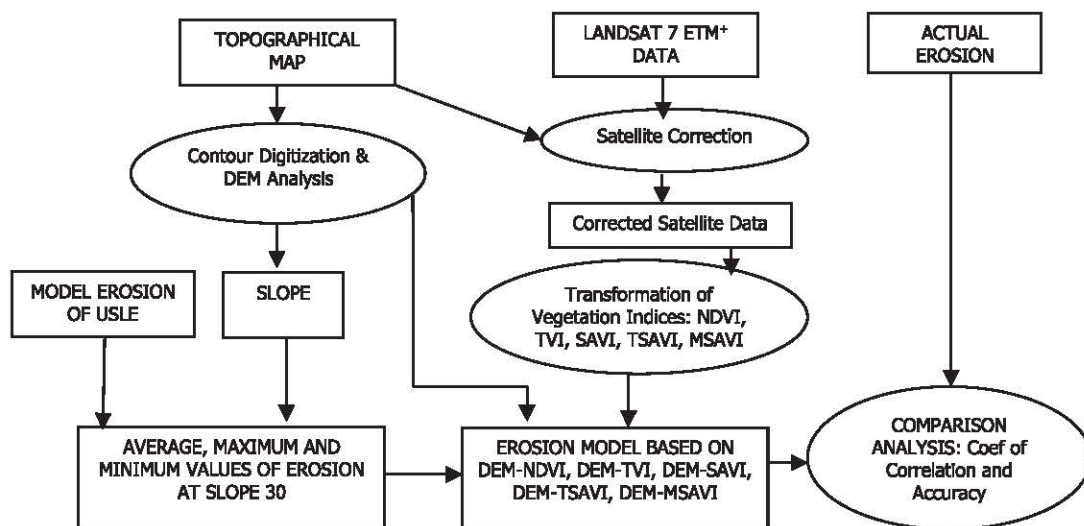 TOPOGRAPHICAL
MAP
LANDSAT 7 ETM+
DATA
ACTUAL
EROSION
Contour Digitization &
DEM Analysis
Satellite Correction
Corrected Satellite Data
MODEL EROSION
OF USLE
SLOPE
Transformation of
Vegetation Indices: NDVI,
TVI, SAVI, TSAVI, MSAVI
AVERAGE, MAXIMUM AND
MINIMUM VALUES OF EROSION
AT SLOPE 30
EROSION MODEL BASED ON
DEM-NDVI, DEM-TVI, DEM-SAVI,
DEM-TSAVI, DEM-MSAVI
COMPARISON
ANALYSIS: Coef of
Correlation and
Accuracy